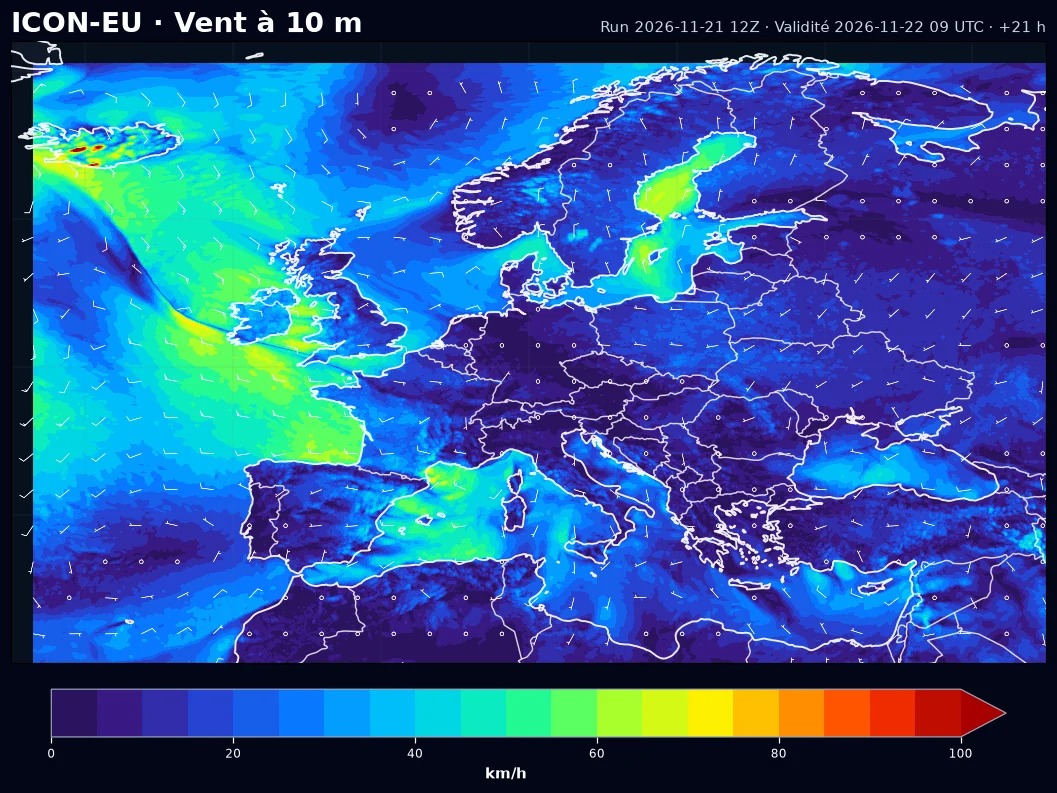 ICON-EU · Vent à 10 m
Run 2026-11-21 12Z · Validité 2026-11-22 09 UTC · +21 h
0 20 40 60 80 100
km/h